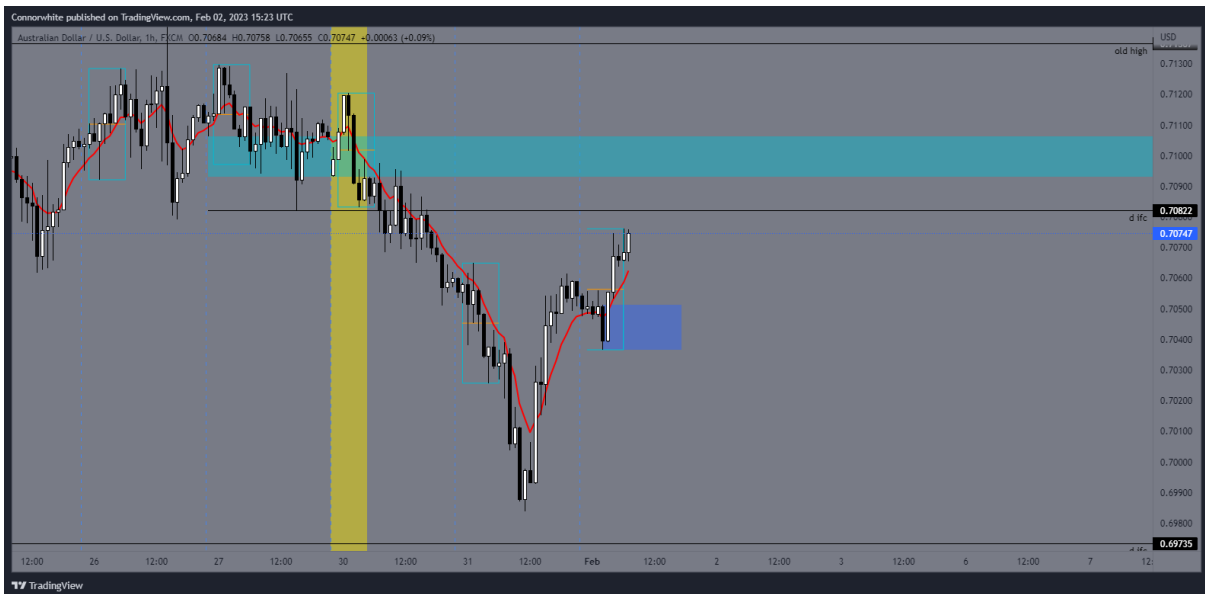 Connorwhite published on TradingView.com, Feb 02, 2023 15:23 UTC
Australian Dollar / U.S. Dollar, 1h, FXCM O0.70684 H0.70758 L0.70655 C0.70747 +0.00063 (+0.09%)
USD
old high
0.71300
0.71200
0.71100
0.71000
0.70900
0.70822
d ifc
0.70747
0.70700
0.70600
0.70500
0.70400
0.70300
0.70200
0.70100
0.70000
0.69900
0.69800
0.69735
d ifc
12:00 26 12:00 27 12:00 30 12:00 31 12:00 Feb 12:00 2 12:00 3 12:00 6 12:00 7 12:
TradingView